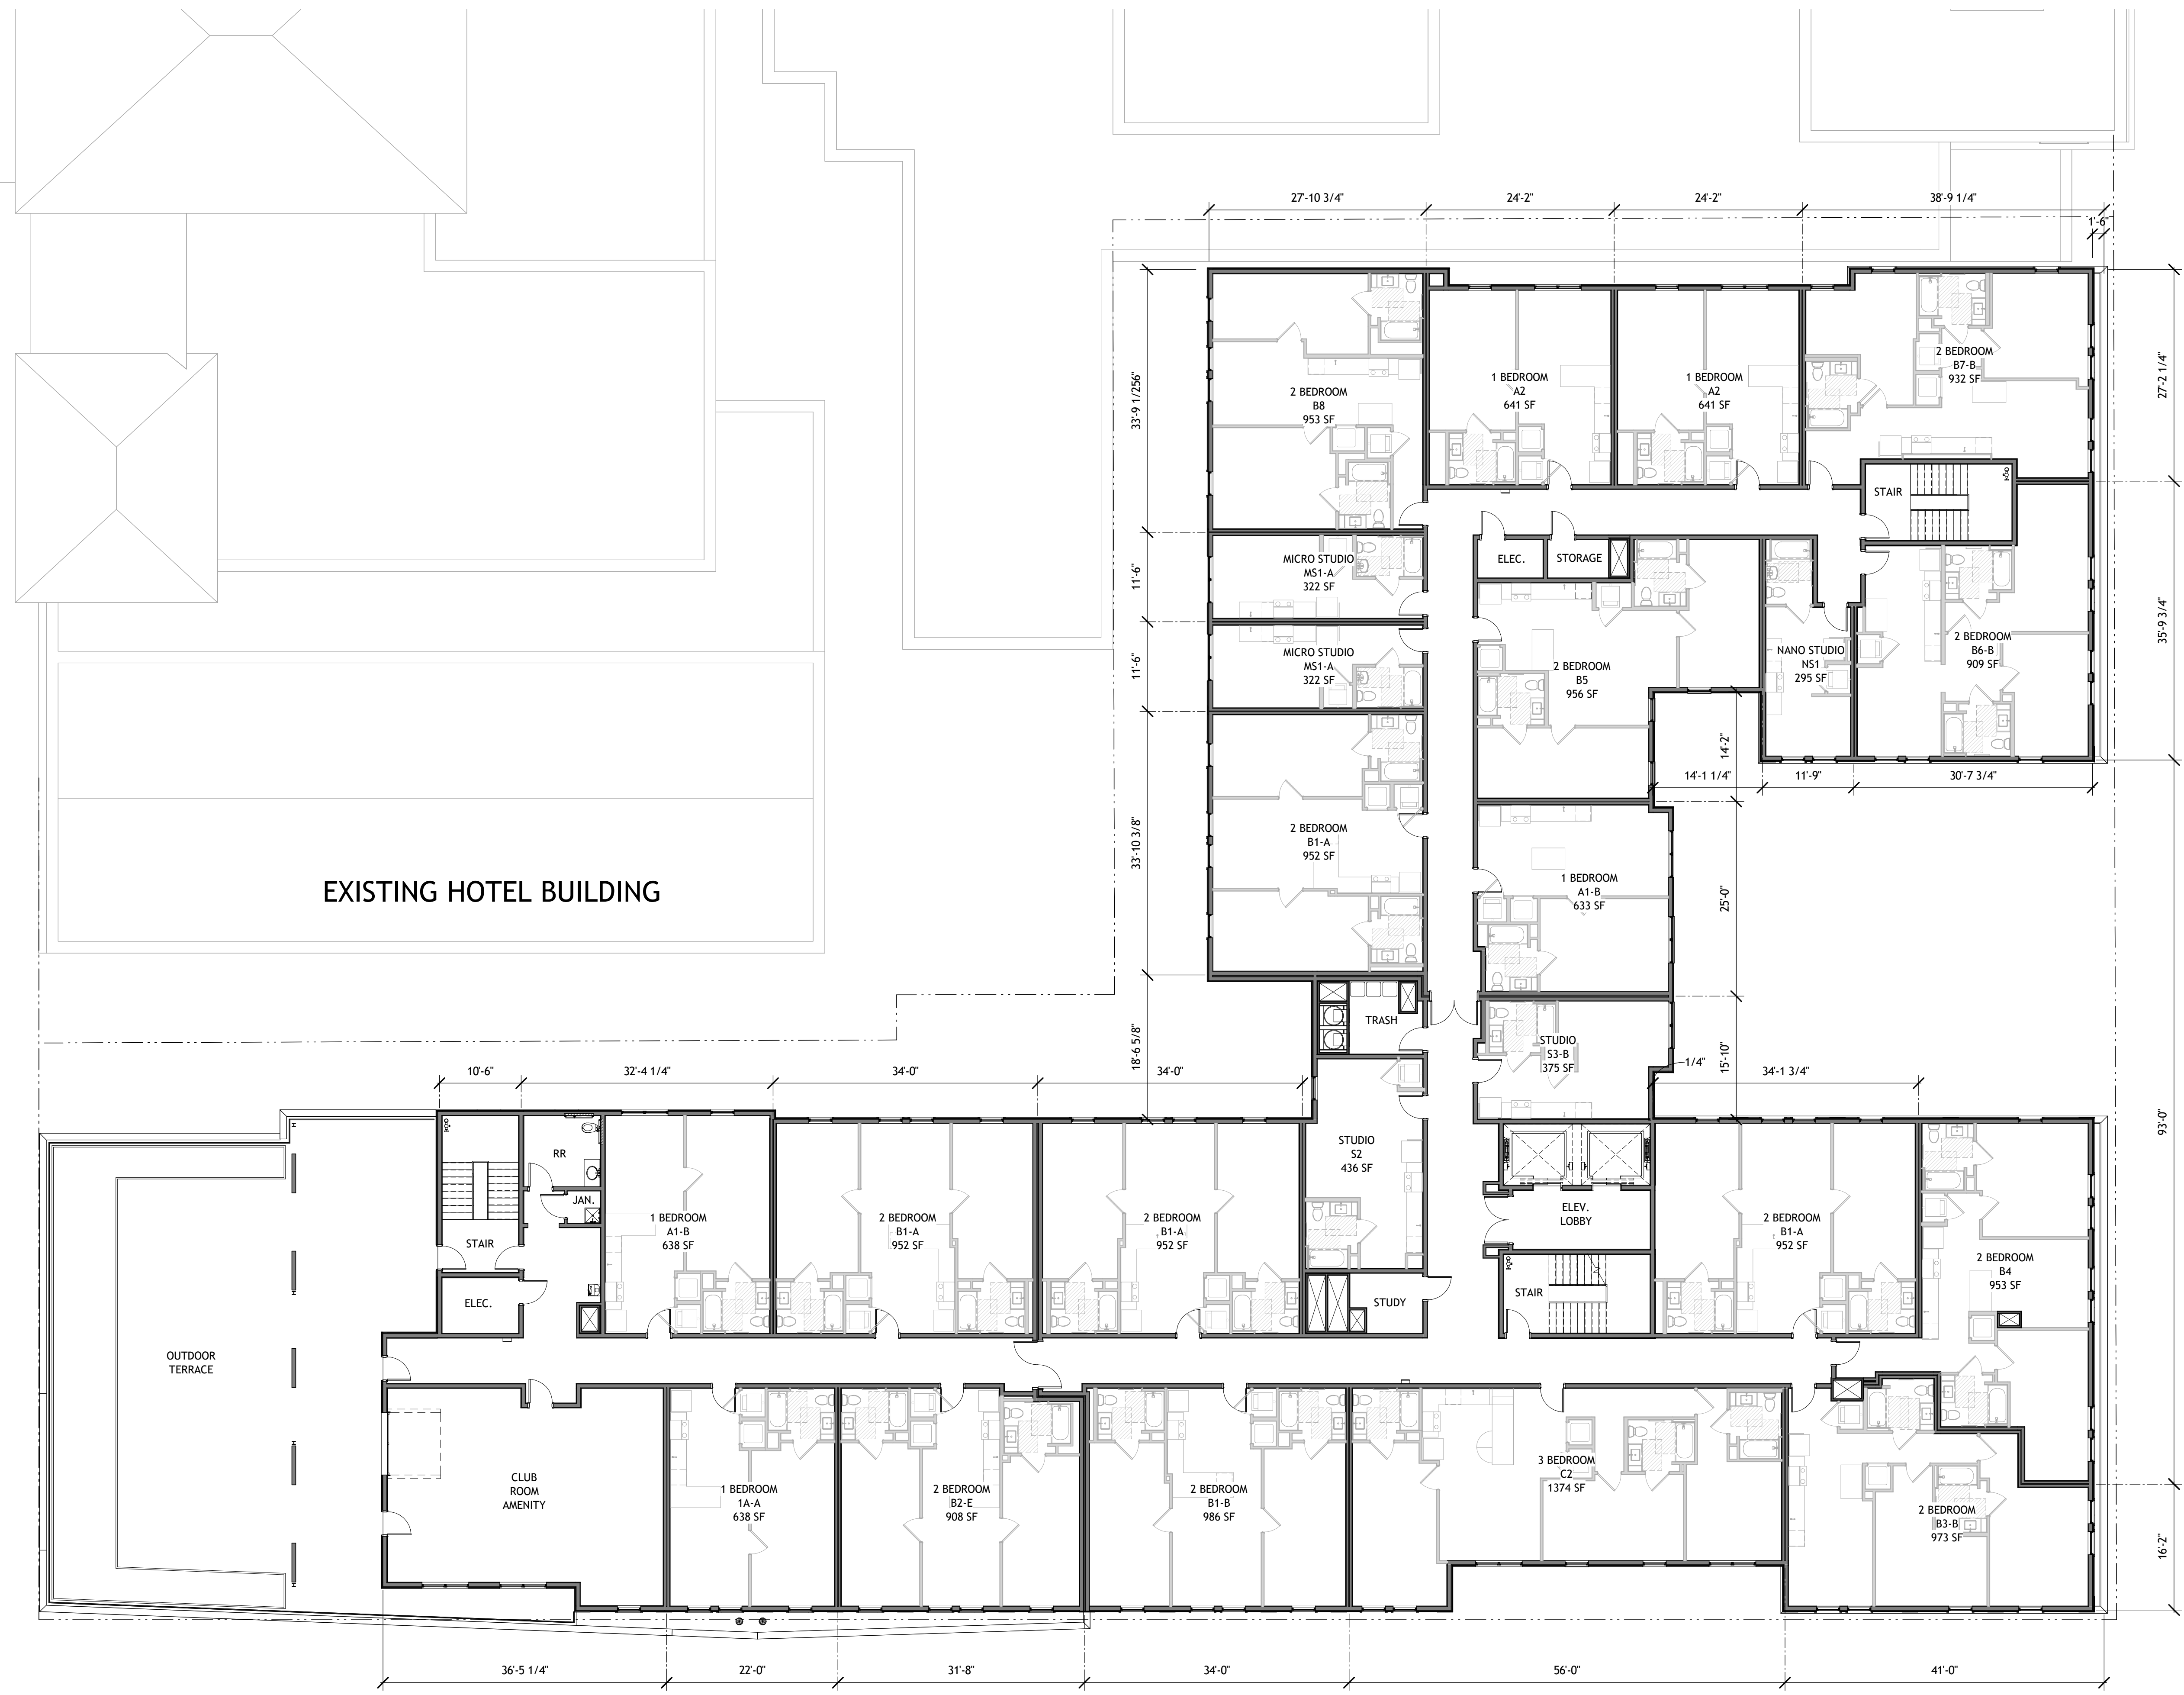 27'-10 3/4"
24'-2"
24'-2"
38'-9 1/4"
1'-6"
27'-2 1/4"
33'-9 1/256"
2 BEDROOM
B8
953 SF
1 BEDROOM
A2
641 SF
1 BEDROOM
A2
641 SF
2 BEDROOM
B7-B
932 SF
STAIR
ELEC.
STORAGE
MICRO STUDIO
MS1-A
322 SF
11'-6"
MICRO STUDIO
MS1-A
322 SF
11'-6"
2 BEDROOM
B5
956 SF
NANO STUDIO
NS1
295 SF
2 BEDROOM
B6-B
909 SF
35'-9 3/4"
14'-2"
14'-1 1/4"
11'-9"
30'-7 3/4"
33'-10 3/8"
2 BEDROOM
B1-A
952 SF
1 BEDROOM
A1-B
633 SF
25'-0"
EXISTING HOTEL BUILDING
TRASH
18'-6 5/8"
STUDIO
S3-B
375 SF
1/4"
15'-10"
93'-0"
10'-6"
32'-4 1/4"
34'-0"
34'-0"
34'-1 3/4"
RR
JAN.
STAIR
ELEC.
1 BEDROOM
A1-B
638 SF
2 BEDROOM
B1-A
952 SF
2 BEDROOM
B1-A
952 SF
STUDIO
S2
436 SF
STUDY
ELEV.
LOBBY
STAIR
2 BEDROOM
B1-A
952 SF
2 BEDROOM
B4
953 SF
OUTDOOR
TERRACE
CLUB
ROOM
AMENITY
1 BEDROOM
1A-A
638 SF
2 BEDROOM
B2-E
908 SF
2 BEDROOM
B1-B
986 SF
3 BEDROOM
C2
1374 SF
2 BEDROOM
B3-B
973 SF
16'-2"
36'-5 1/4"
22'-0"
31'-8"
34'-0"
56'-0"
41'-0"